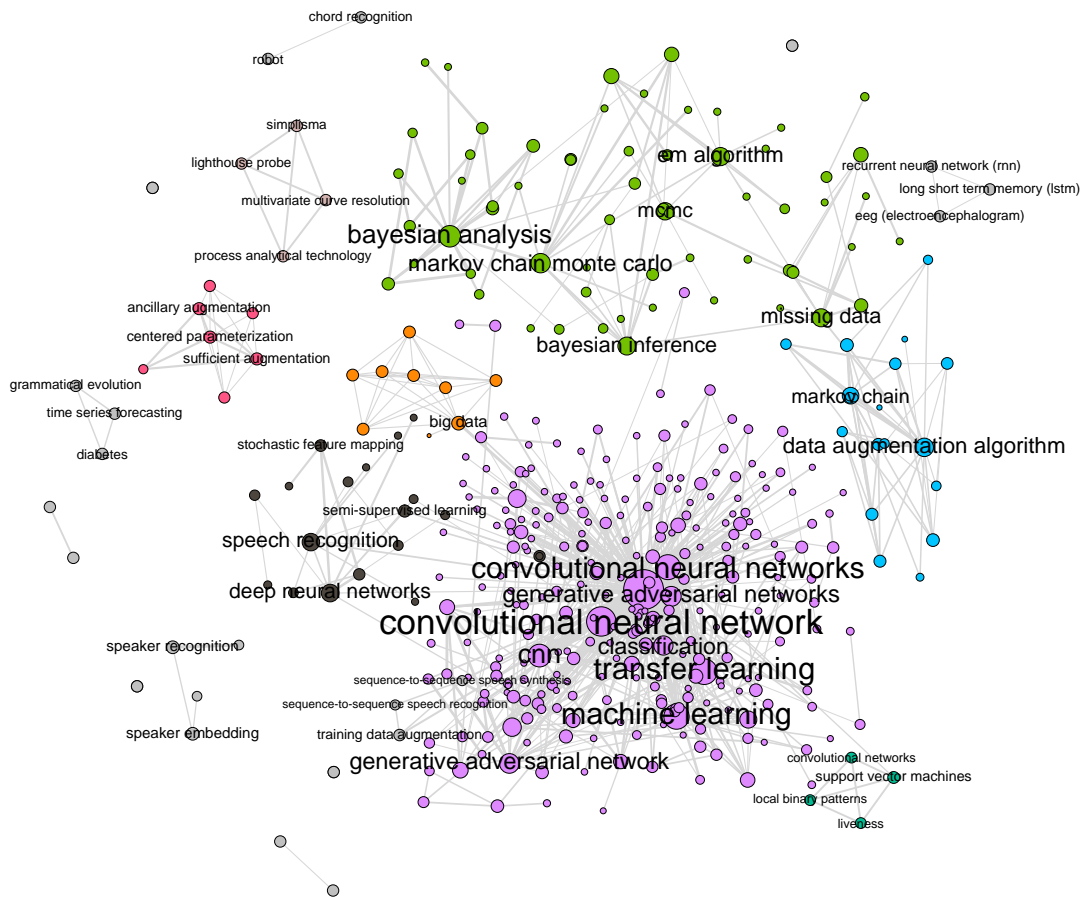 chord recognition
robot
simplisma
em algorithm
lighthouse probe
recurrent neural network (rnn)
long short term memory (lstm)
multivariate curve resolution
mcmc
eeg (electroencephalogram)
bayesian analysis
process analytical technology
markov chain monte carlo
ancillary augmentation
missing data
centered parameterization
bayesian inference
sufficient augmentation
grammatical evolution
markov chain
time series forecasting
big data
stochastic feature mapping
data augmentation algorithm
diabetes
semi-supervised learning
speech recognition
convolutional neural networks
deep neural networks
generative adversarial networks
convolutional neural network
speaker recognition
classification
cnn
transfer learning
sequence-to-sequence speech synthesis
sequence-to-sequence speech recognition
machine learning
speaker embedding
training data augmentation
convolutional networks
generative adversarial network
support vector machines
local binary patterns
liveness